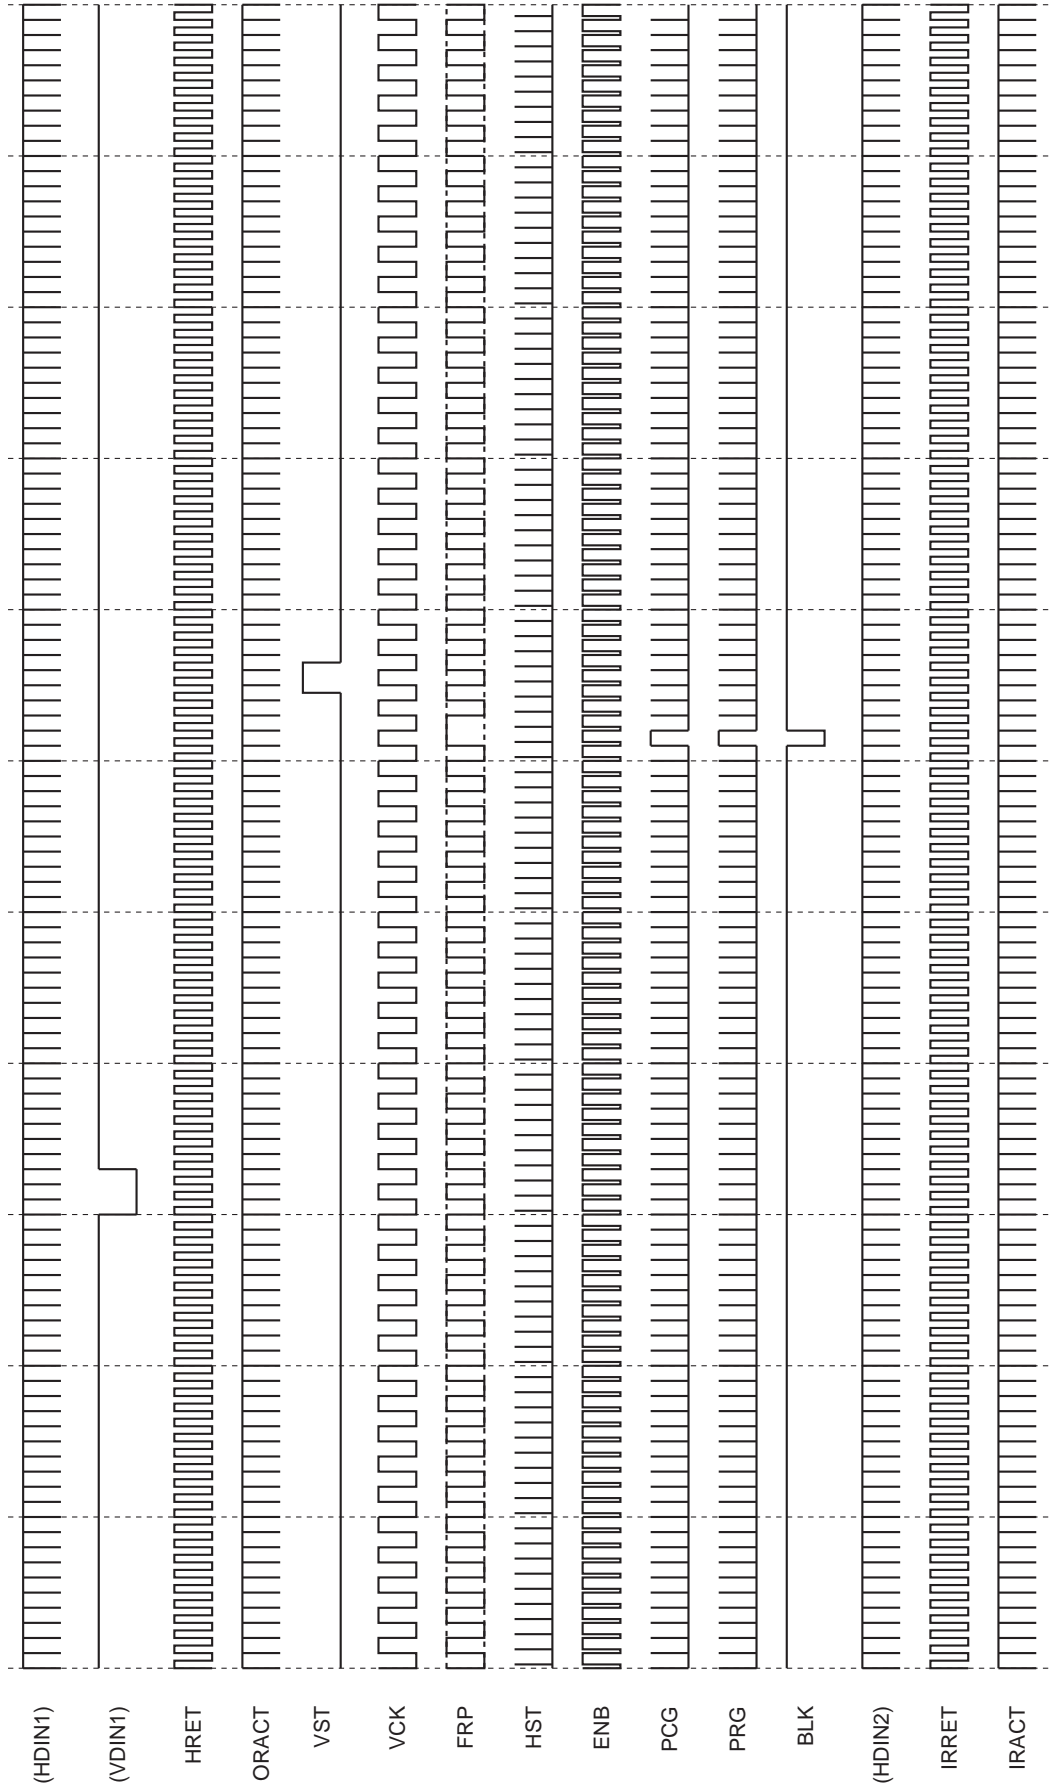 (HDIN1)
(VDIN1)
HRET
ORACT
VST
VCK
FRP
HST
ENB
PCG
PRG
BLK
(HDIN2)
IRRET
IRACT